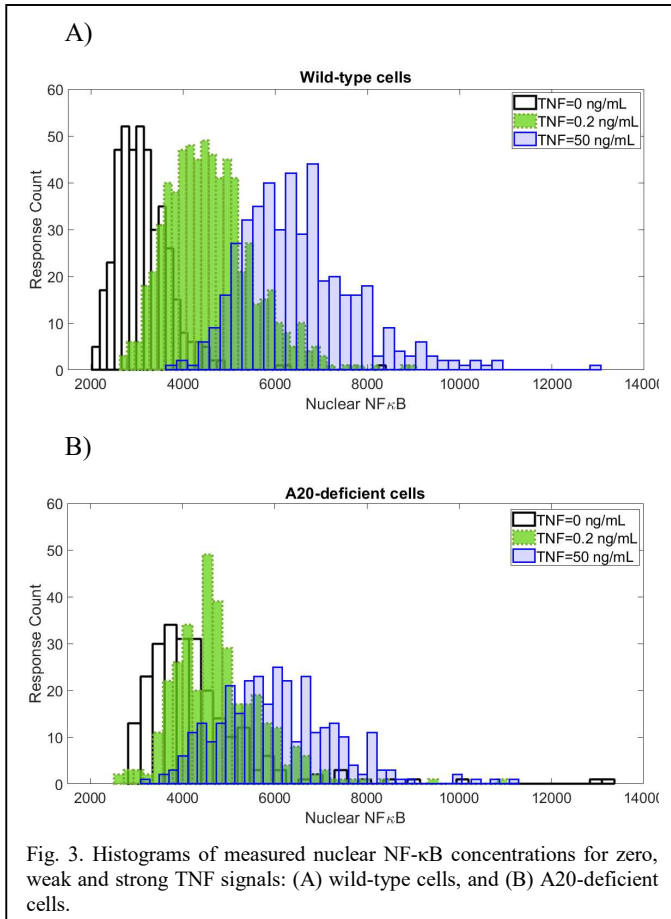 A)
Wild-type cells
60
50
40
30
20
10
0
Response Count
TNF=0 ng/mL
TNF=0.2 ng/mL
TNF=50 ng/mL
2000 4000 6000 8000 10000 12000 14000
Nuclear NFκB
B)
A20-deficient cells
60
50
40
30
20
10
0
Response Count
TNF=0 ng/mL
TNF=0.2 ng/mL
TNF=50 ng/mL
2000 4000 6000 8000 10000 12000 14000
Nuclear NFκB
Fig. 3. Histograms of measured nuclear NF-κB concentrations for zero,
weak and strong TNF signals: (A) wild-type cells, and (B) A20-deficient
cells.